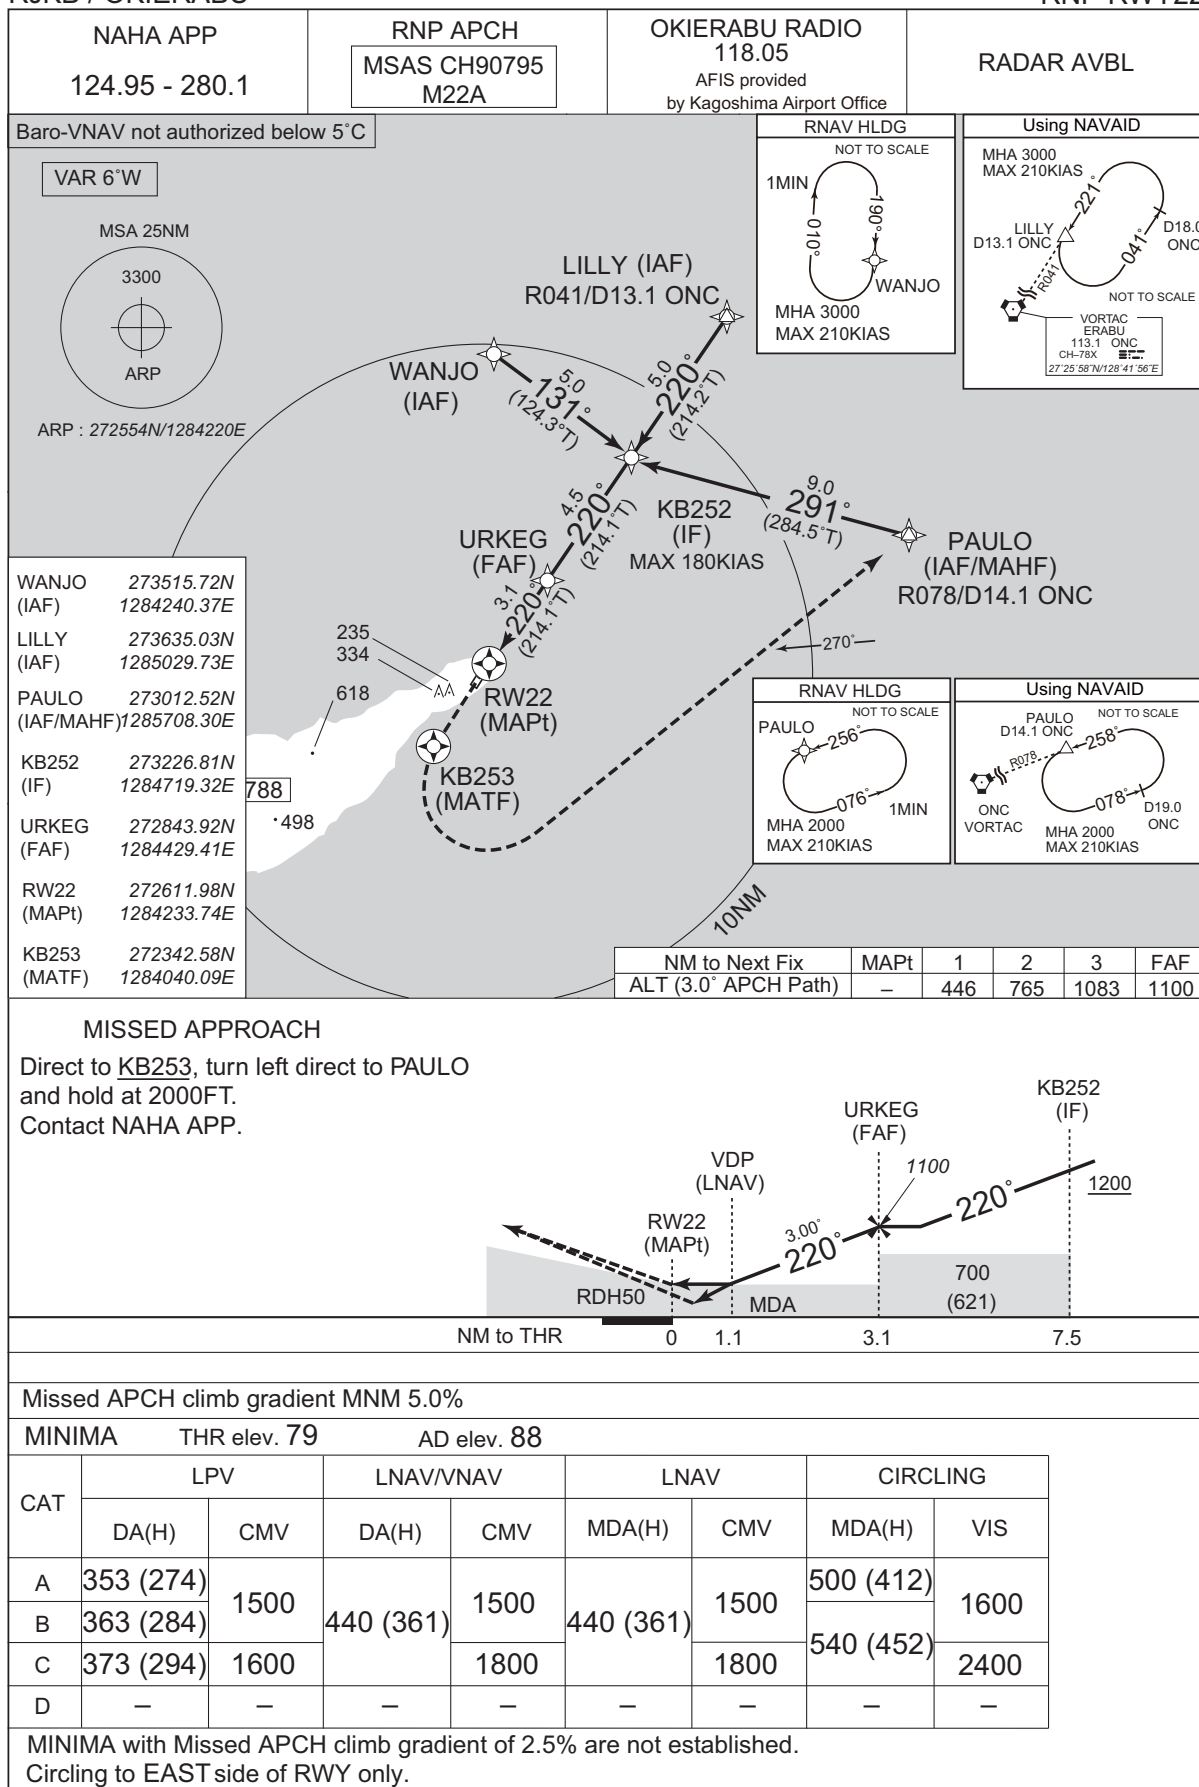 NAHA APP
124.95 - 280.1
RNP APCH
MSAS CH90795
M22A
OKIERABU RADIO
118.05
AFIS provided
by Kagoshima Airport Office
RADAR AVBL
Baro-VNAV not authorized below 5°C
VAR 6°W
MSA 25NM
3300
ARP
ARP : 272554N/1284220E
RNAV HLDG
NOT TO SCALE
1MIN
010°
190°
WANJO
MHA 3000
MAX 210KIAS
Using NAVAID
MHA 3000
MAX 210KIAS
221°
LILLY
D13.1 ONC
D18.0
ONC
041°
R041
NOT TO SCALE
VORTAC
ERABU
113.1 ONC
CH–78X
27°25'58"N/128°41'56"E
LILLY (IAF)
R041/D13.1 ONC
WANJO
(IAF)
5.0
131°
(124.3°T)
5.0
220°
(214.2°T)
9.0
291°
(284.5°T)
KB252
(IF)
MAX 180KIAS
PAULO
(IAF/MAHF)
R078/D14.1 ONC
4.5
220°
(214.1°T)
URKEG
(FAF)
3.1
220°
(214.1°T)
270°
235
334
618
RW22
(MAPt)
KB253
(MATF)
788
498
10NM
WANJO 273515.72N
(IAF) 1284240.37E
LILLY 273635.03N
(IAF) 1285029.73E
PAULO 273012.52N
(IAF/MAHF) 1285708.30E
KB252 273226.81N
(IF) 1284719.32E
URKEG 272843.92N
(FAF) 1284429.41E
RW22 272611.98N
(MAPt) 1284233.74E
KB253 272342.58N
(MATF) 1284040.09E
RNAV HLDG
NOT TO SCALE
PAULO
256°
076°
1MIN
MHA 2000
MAX 210KIAS
Using NAVAID
NOT TO SCALE
PAULO
D14.1 ONC
258°
R078
078°
D19.0
ONC
ONC
VORTAC
MHA 2000
MAX 210KIAS
NM to Next Fix MAPt 1 2 3 FAF
ALT (3.0° APCH Path) – 446 765 1083 1100
MISSED APPROACH
Direct to KB253, turn left direct to PAULO
and hold at 2000FT.
Contact NAHA APP.
KB252
(IF)
URKEG
(FAF)
1100
VDP
(LNAV)
1200
220°
RW22
(MAPt)
3.00°
220°
RDH50
MDA
700
(621)
NM to THR 0 1.1 3.1 7.5
Missed APCH climb gradient MNM 5.0%
MINIMA THR elev. 79 AD elev. 88
CAT LPV LNAV/VNAV LNAV CIRCLING
DA(H) CMV DA(H) CMV MDA(H) CMV MDA(H) VIS
A 353 (274) 1500 440 (361) 1500 440 (361) 1500 500 (412) 1600
B 363 (284) 540 (452)
C 373 (294) 1600 1800 1800 2400
D – – – – – – – –
MINIMA with Missed APCH climb gradient of 2.5% are not established.
Circling to EAST side of RWY only.